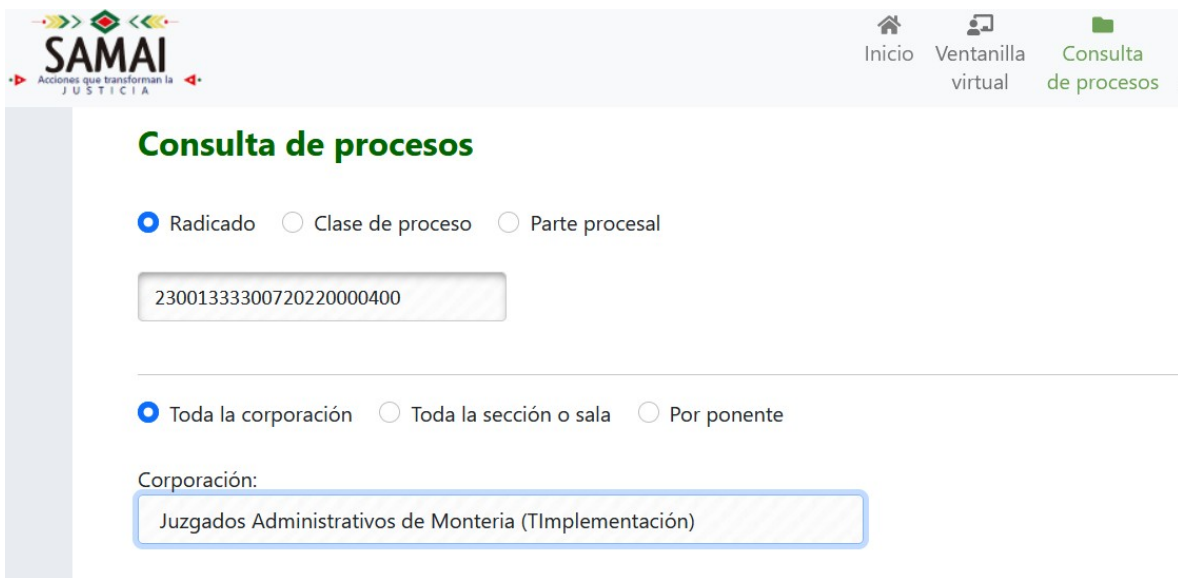 SAMAI
Acciones que transforman la
JUSTICIA
Inicio
Ventanilla
virtual
Consulta
de procesos
Consulta de procesos
Radicado Clase de proceso Parte procesal
23001333300720220000400
Toda la corporación Toda la sección o sala Por ponente
Corporación:
Juzgados Administrativos de Monteria (TImplementación)